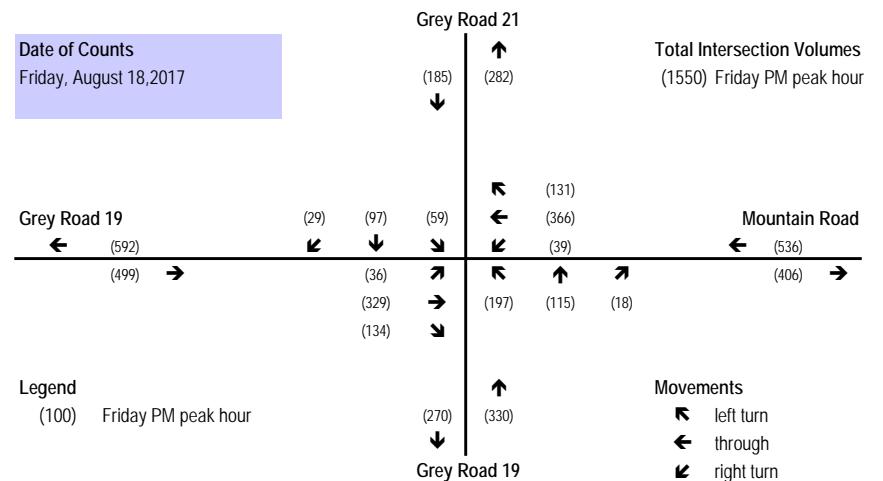 Grey Road 21
Date of Counts
Total Intersection Volumes
Friday, August 18,2017
(185) (282)
(1550) Friday PM peak hour
(131)
Grey Road 19 (29) (97) (59) (366) Mountain Road
(592) (39) (536)
(499) (36) (406)
(329) (197) (115) (18)
(134)
Legend
Movements
(100) Friday PM peak hour (270) (330) left turn
through
Grey Road 19 right turn